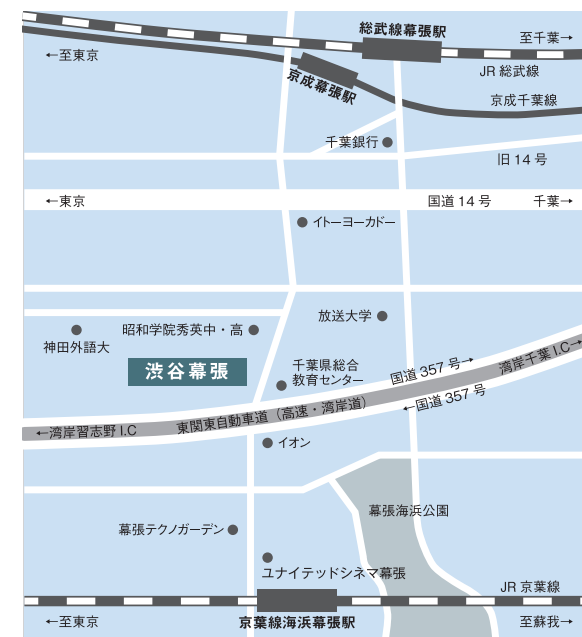 総武線幕張駅
至千葉→
←至東京
JR 総武線
京成幕張駅
京成千葉線
千葉銀行
旧 14 号
←東京
国道 14 号
千葉→
イトーヨーカドー
放送大学
昭和学院秀英中・高
神田外語大
渋谷幕張
千葉県総合
教育センター
国道 357 号→
湾岸千葉 I.C→
←国道 357 号
東関東自動車道（高速・湾岸道）
←湾岸習志野 I.C
イオン
幕張海浜公園
幕張テクノガーデン
ユナイテッドシネマ幕張
JR 京葉線
←至東京
京葉線海浜幕張駅
至蘇我→